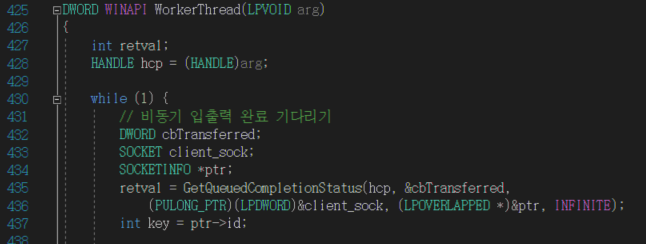 425 DWORD WINAPI WorkerThread(LPVOID arg)
426 {
427 int retval;
428 HANDLE hcp = (HANDLE)arg;
429
430 while (1) {
431 // 비동기 입출력 완료 기다리기
432 DWORD cbTransferred;
433 SOCKET client_sock;
434 SOCKETINFO *ptr;
435 retval = GetQueuedCompletionStatus(hcp, &cbTransferred,
436 (PULONG_PTR)(LPDWORD)&client_sock, (LPOVERLAPPED *)&ptr, INFINITE);
437 int key = ptr->id;
438